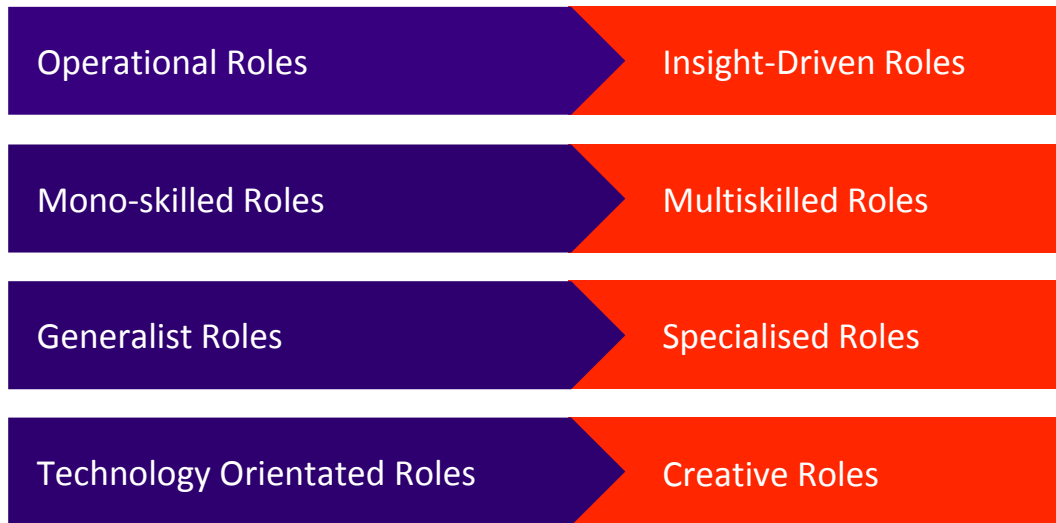 Operational Roles
Insight-Driven Roles
Mono-skilled Roles
Multiskilled Roles
Generalist Roles
Specialised Roles
Technology Orientated Roles
Creative Roles